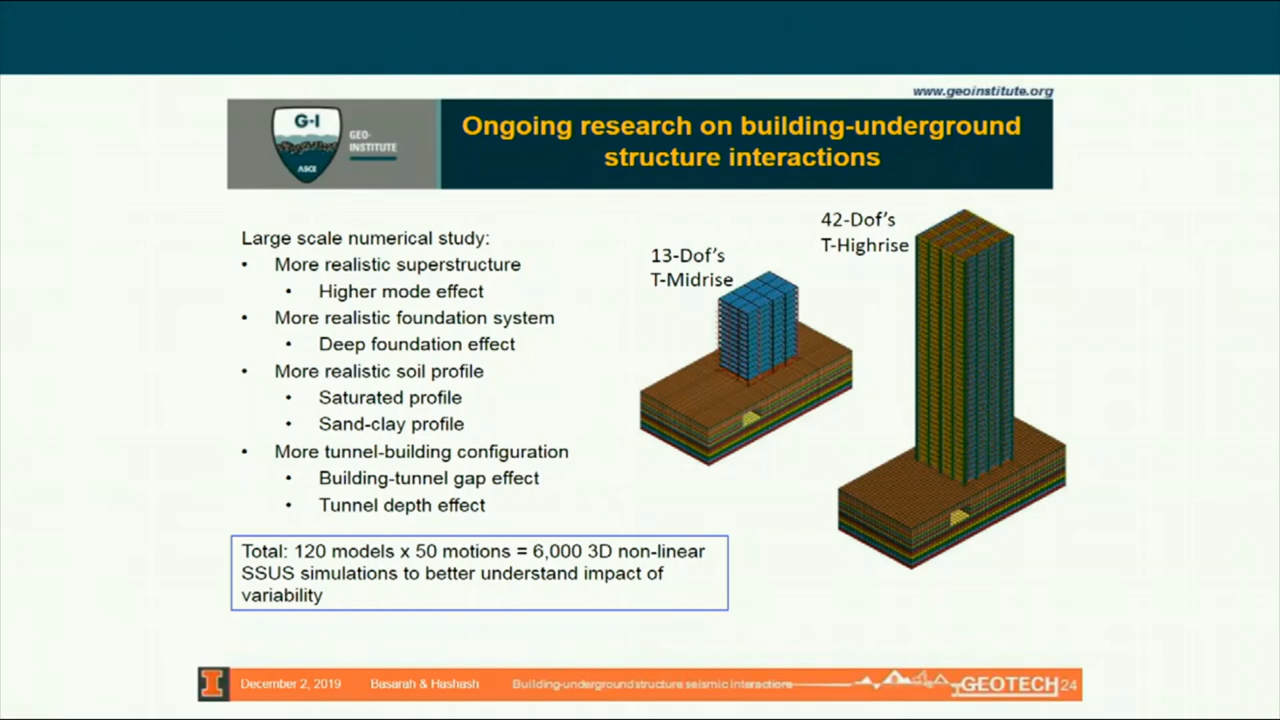 www.geoinstitute.org
G-I
GEO-
INSTITUTE
ASCE
Ongoing research on building-underground
structure interactions
Large scale numerical study:
• More realistic superstructure
• Higher mode effect
• More realistic foundation system
• Deep foundation effect
• More realistic soil profile
• Saturated profile
• Sand-clay profile
• More tunnel-building configuration
• Building-tunnel gap effect
• Tunnel depth effect
13-Dof's
T-Midrise
42-Dof's
T-Highrise
Total: 120 models x 50 motions = 6,000 3D non-linear
SSUS simulations to better understand impact of
variability
I
December 2, 2019 Basarah & Hashash Building-underground structure seismic interactions GEOTECH 24